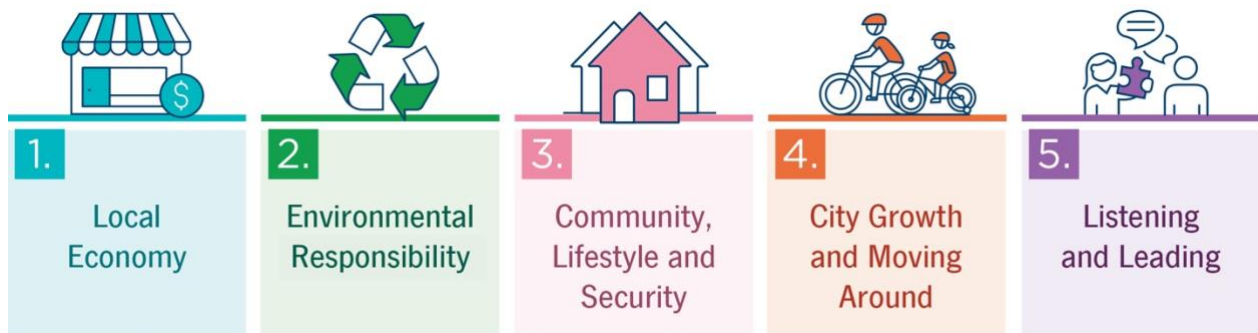 $
1.
Local
Economy
2.
Environmental
Responsibility
3.
Community,
Lifestyle and
Security
4.
City Growth
and Moving
Around
5.
Listening
and Leading